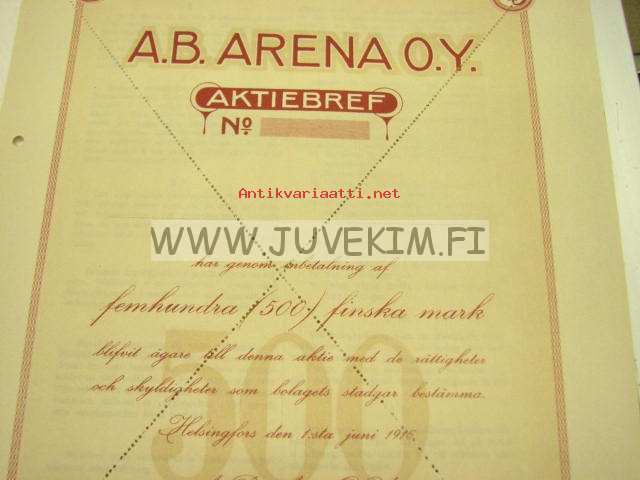 A.B. ARENA O.Y.
AKTIEBREF
No
Antikvariaatti.net
WWW.JUVEKIM.FI
har genom inbetalning af
femhundra (500) finska mark
blifvit ägare till denna aktie med de rättigheter
och skyldigheter som bolagets stadgar bestämma.
500
Helsingfors den 1:sta juni 1915.